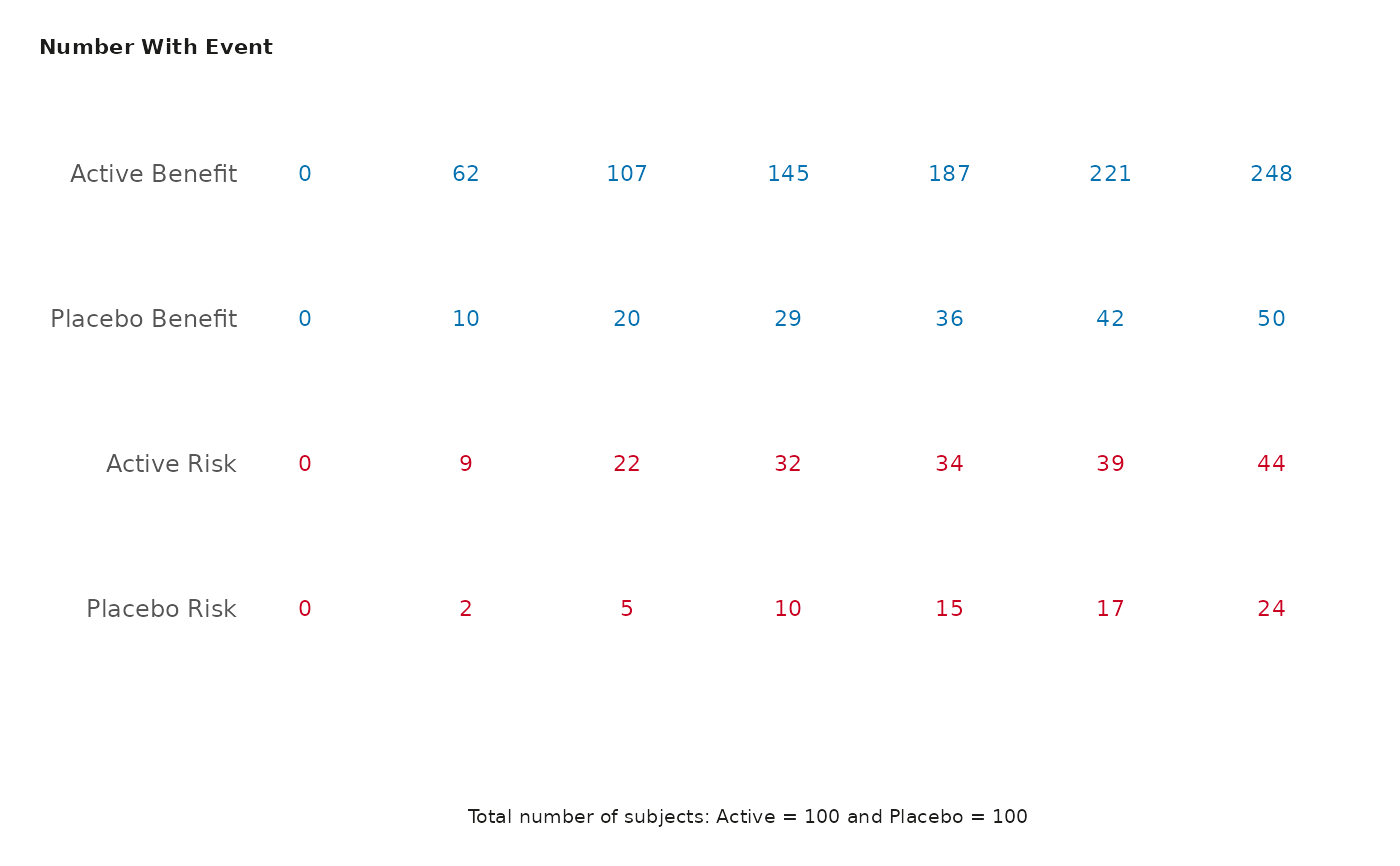 Number With Event
Active Benefit 0 62 107 145 187 221 248
Placebo Benefit 0 10 20 29 36 42 50
Active Risk 0 9 22 32 34 39 44
Placebo Risk 0 2 5 10 15 17 24
Total number of subjects: Active = 100 and Placebo = 100